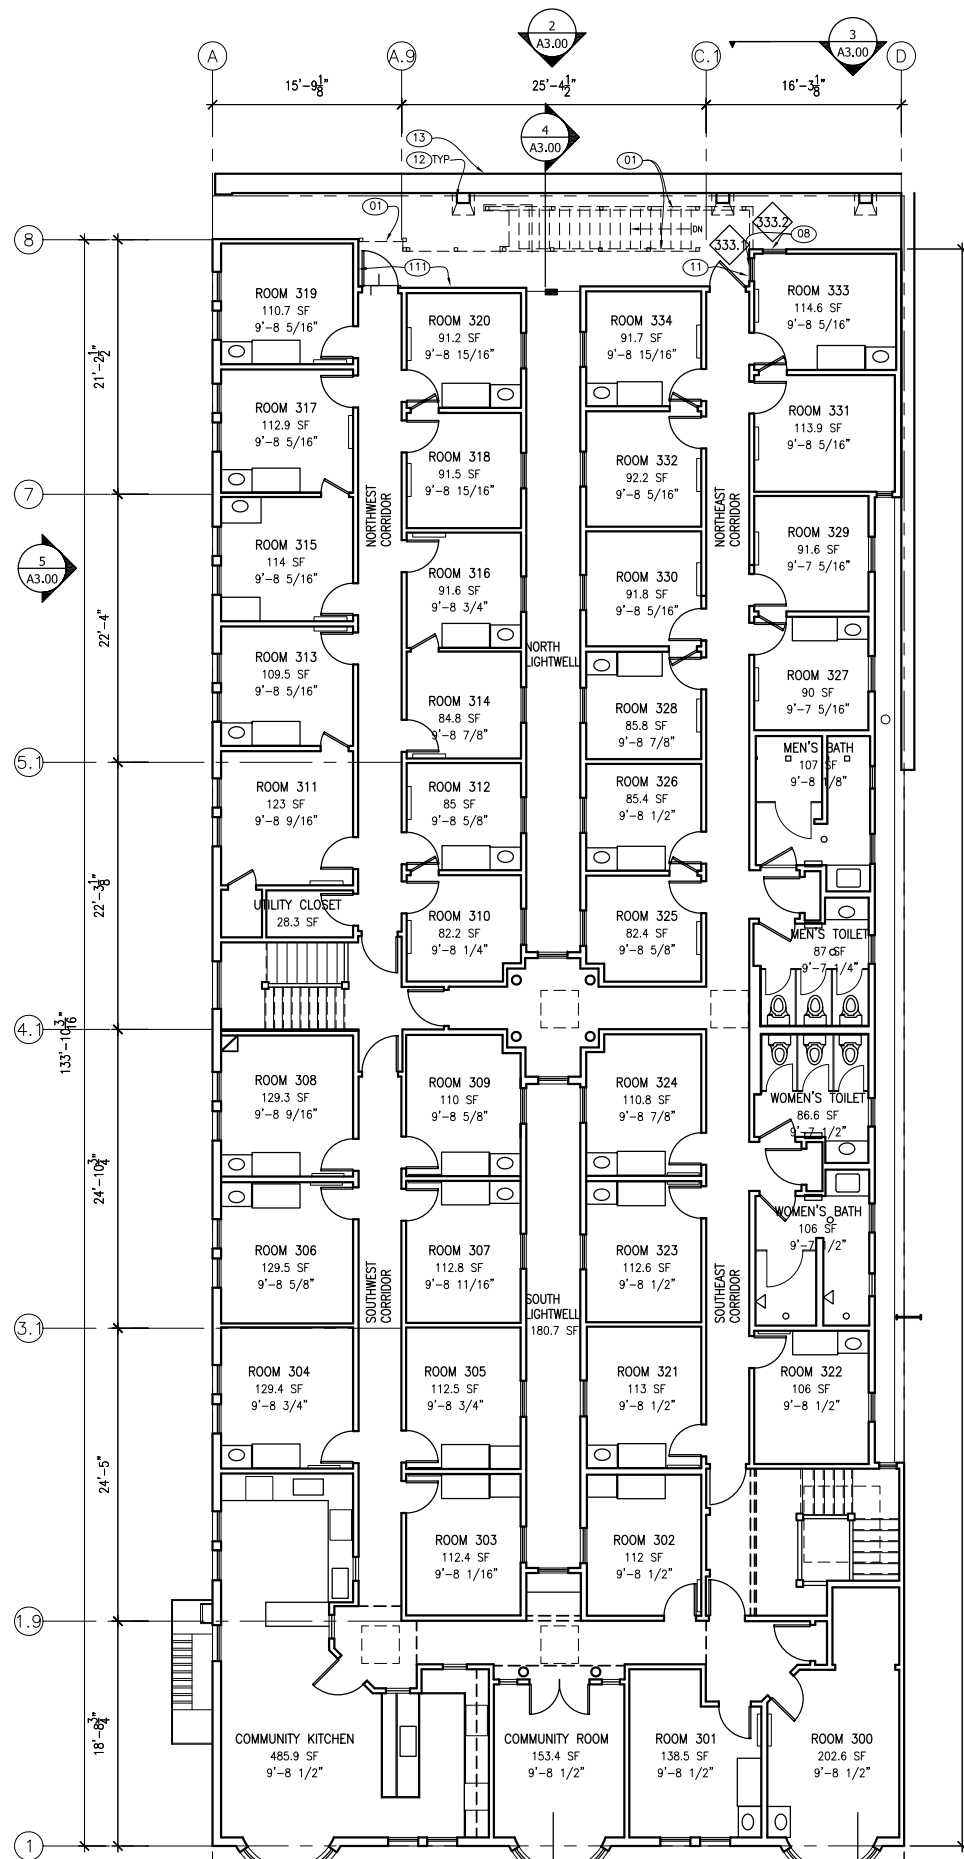 2
A3.00
3
A3.00
A
A.9
C.1
D
15'-9 1/8"
25'-4 1/2"
16'-3 1/8"
4
A3.00
13
12 TYP
01
01
DN
333.2
333.1
08
11
111
8
21'-2 1/2"
7
5
A3.00
22'-4"
5.1
22'-3 1/8"
133'-10 3/16"
4.1
24'-10 3/4"
3.1
24'-5"
1.9
18'-8 3/4"
1
ROOM 319
110.7 SF
9'-8 5/16"
ROOM 320
91.2 SF
9'-8 15/16"
ROOM 334
91.7 SF
9'-8 15/16"
ROOM 333
114.6 SF
9'-8 5/16"
ROOM 317
112.9 SF
9'-8 5/16"
ROOM 318
91.5 SF
9'-8 15/16"
ROOM 332
92.2 SF
9'-8 5/16"
ROOM 331
113.9 SF
9'-8 5/16"
NORTHWEST
CORRIDOR
NORTHEAST
CORRIDOR
ROOM 315
114 SF
9'-8 5/16"
ROOM 316
91.6 SF
9'-8 3/4"
ROOM 330
91.8 SF
9'-8 5/16"
ROOM 329
91.6 SF
9'-7 5/16"
NORTH
LIGHTWELL
ROOM 313
109.5 SF
9'-8 5/16"
ROOM 314
84.8 SF
9'-8 7/8"
ROOM 328
85.8 SF
9'-8 7/8"
ROOM 327
90 SF
9'-7 5/16"
MEN'S BATH
107 SF
9'-8 1/8"
ROOM 311
123 SF
9'-8 9/16"
ROOM 312
85 SF
9'-8 5/8"
ROOM 326
85.4 SF
9'-8 1/2"
UTILITY CLOSET
28.3 SF
ROOM 310
82.2 SF
9'-8 1/4"
ROOM 325
82.4 SF
9'-8 5/8"
MEN'S TOILET
87 SF
9'-7 1/4"
ROOM 308
129.3 SF
9'-8 9/16"
ROOM 309
110 SF
9'-8 5/8"
ROOM 324
110.8 SF
9'-8 7/8"
WOMEN'S TOILET
86.6 SF
9'-7 1/2"
WOMEN'S BATH
106 SF
9'-7 1/2"
ROOM 306
129.5 SF
9'-8 5/8"
ROOM 307
112.8 SF
9'-8 11/16"
ROOM 323
112.6 SF
9'-8 1/2"
SOUTHWEST
CORRIDOR
SOUTHEAST
CORRIDOR
SOUTH
LIGHTWELL
180.7 SF
ROOM 304
129.4 SF
9'-8 3/4"
ROOM 305
112.5 SF
9'-8 3/4"
ROOM 321
113 SF
9'-8 1/2"
ROOM 322
106 SF
9'-8 1/2"
ROOM 303
112.4 SF
9'-8 1/16"
ROOM 302
112 SF
9'-8 1/2"
COMMUNITY KITCHEN
485.9 SF
9'-8 1/2"
COMMUNITY ROOM
153.4 SF
9'-8 1/2"
ROOM 301
138.5 SF
9'-8 1/2"
ROOM 300
202.6 SF
9'-8 1/2"